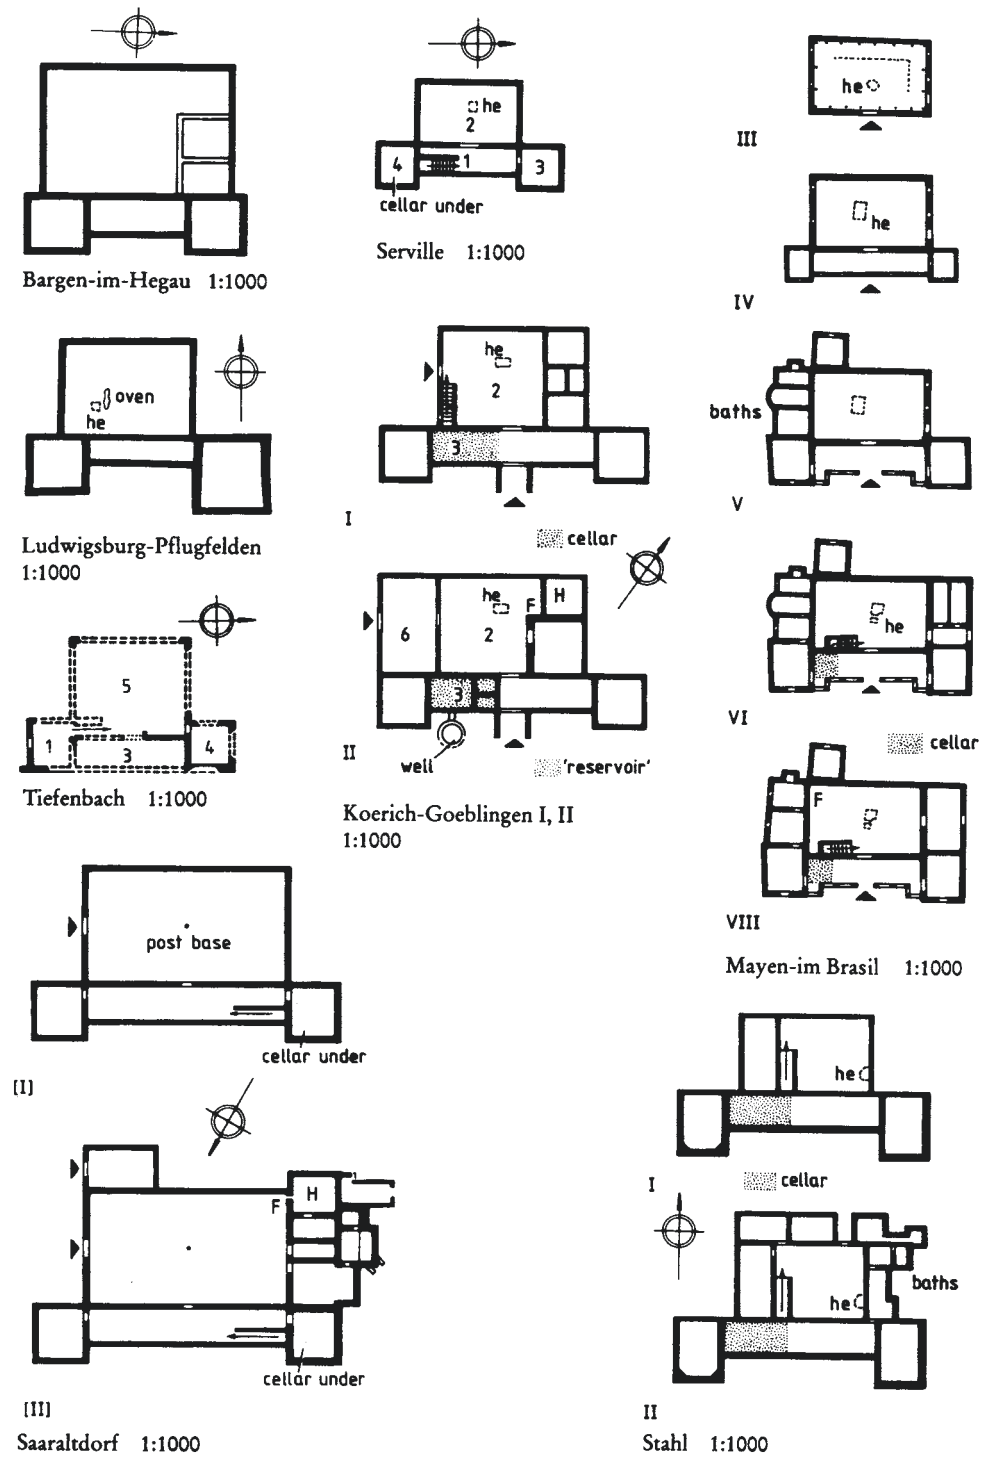 Bargen-im-Hegau 1:1000
he
2
4
1
3
cellar under
Serville 1:1000
he
III
he
IV
oven
he
Ludwigsburg-Pflugfelden
1:1000
he
2
3
I
cellar
baths
V
5
1
3
4
Tiefenbach 1:1000
he
F
H
6
2
3
II
well
'reservoir'
Koerich-Goeblingen I, II
1:1000
he
VI
cellar
F
VIII
Mayen-im Brasil 1:1000
post base
cellar under
[I]
H
F
cellar under
[II]
Saaraltdorf 1:1000
he
I
cellar
baths
he
II
Stahl 1:1000